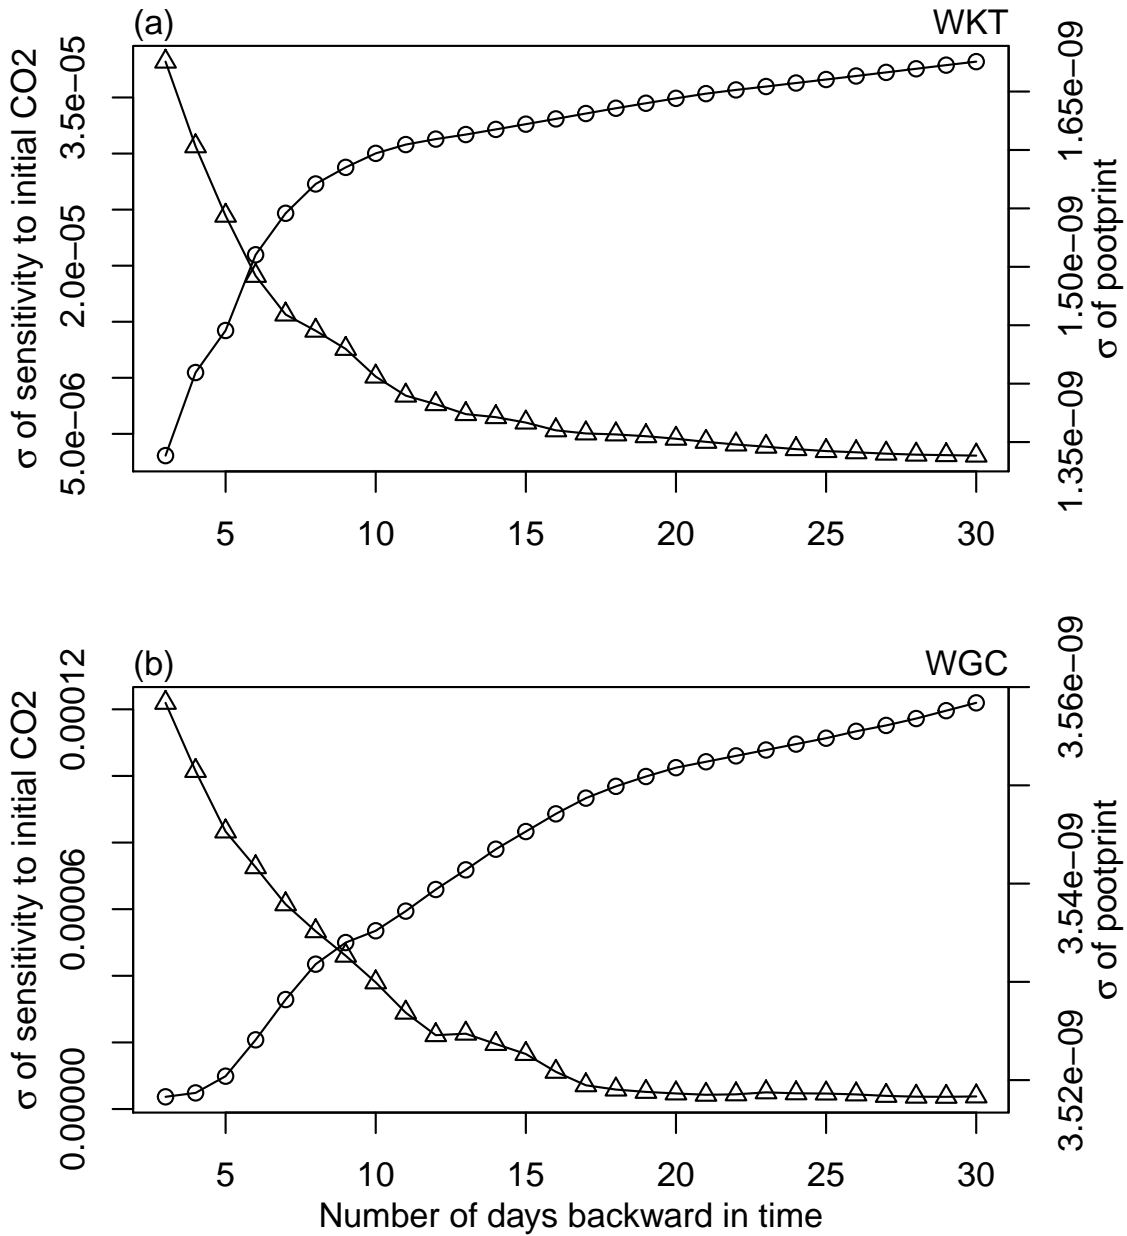 (a) WKT
σ of sensitivity to initial CO2
5.0e−06 2.0e−05 3.5e−05
1.35e−09 1.50e−09 1.65e−09
σ of pootprint
5 10 15 20 25 30
(b) WGC
σ of sensitivity to initial CO2
0.00000 0.00006 0.00012
3.52e−09 3.54e−09 3.56e−09
σ of pootprint
5 10 15 20 25 30
Number of days backward in time